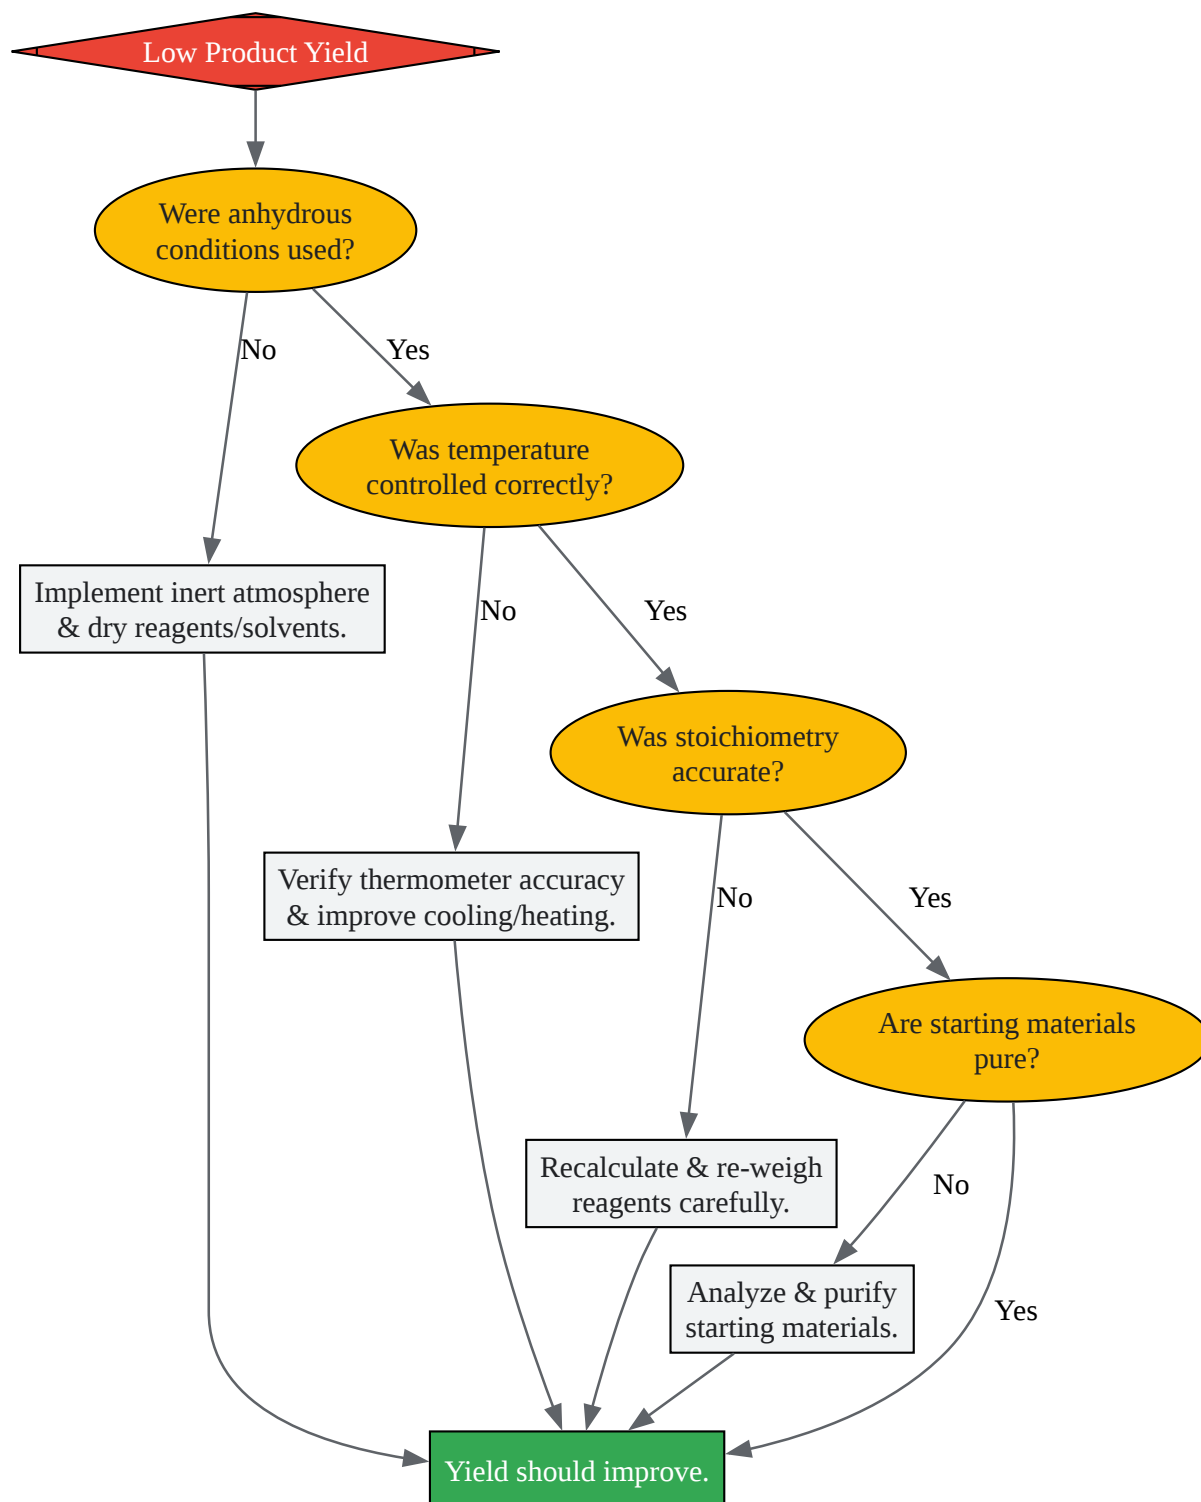 Low Product Yield
Were anhydrous
conditions used?
No
Yes
Was temperature
controlled correctly?
Implement inert atmosphere
& dry reagents/solvents.
No
Yes
Was stoichiometry
accurate?
Verify thermometer accuracy
& improve cooling/heating.
No
Yes
Are starting materials
pure?
Recalculate & re-weigh
reagents carefully.
No
Analyze & purify
starting materials.
Yes
Yield should improve.